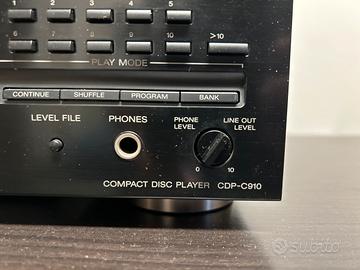 1 2 3 4 5
6 7 8 9 10 >10
PLAY MODE
CONTINUE SHUFFLE PROGRAM BANK
LEVEL FILE PHONES PHONE LEVEL LINE OUT LEVEL
0 10
COMPACT DISC PLAYER CDP-C910
subito